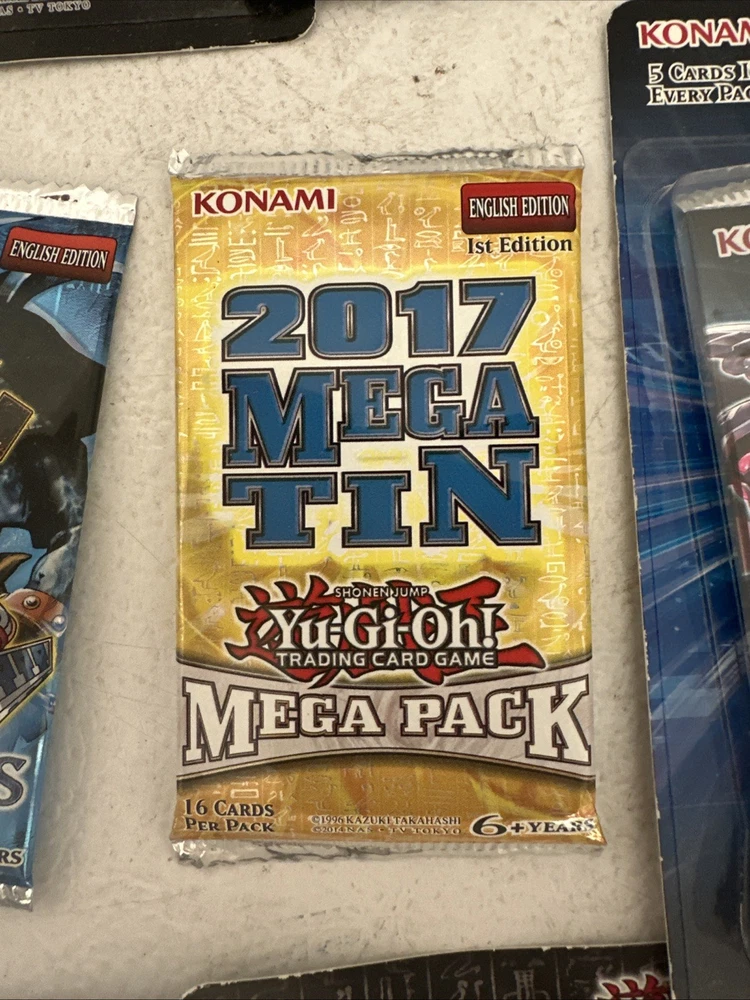 NAS • TV TOKYO
KONAMI
5 CARDS
EVERY
ENGLISH EDITION
KONAMI
ENGLISH EDITION
1st Edition
2017
MEGA
TIN
SHONEN JUMP
Yu-Gi-Oh!
TRADING CARD GAME
MEGA PACK
16 CARDS
PER PACK
©1996 KAZUKI TAKAHASHI
©2014 NAS • TV TOKYO
6+YEARS